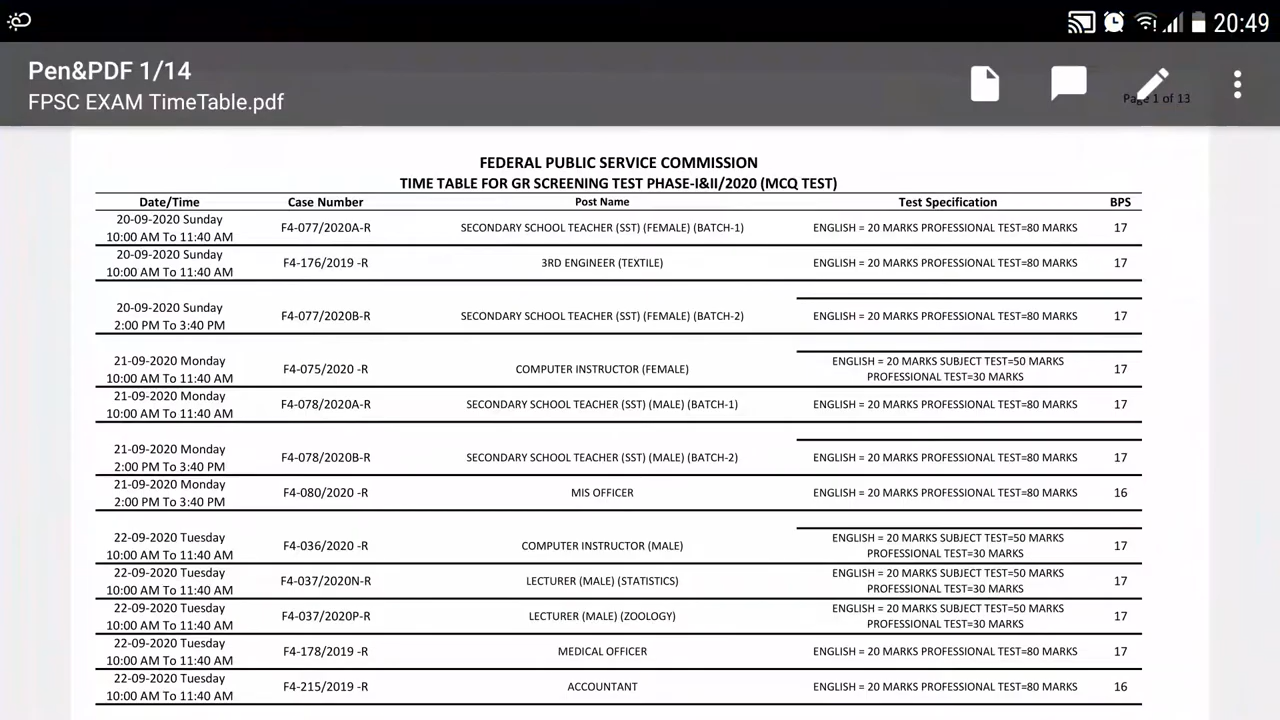 20:49
Pen&PDF 1/14
FPSC EXAM TimeTable.pdf
Page 1 of 13
FEDERAL PUBLIC SERVICE COMMISSION
TIME TABLE FOR GR SCREENING TEST PHASE-I&II/2020 (MCQ TEST)
Date/Time Case Number Post Name Test Specification BPS
20-09-2020 Sunday
10:00 AM To 11:40 AM F4-077/2020A-R SECONDARY SCHOOL TEACHER (SST) (FEMALE) (BATCH-1) ENGLISH = 20 MARKS PROFESSIONAL TEST=80 MARKS 17
20-09-2020 Sunday
10:00 AM To 11:40 AM F4-176/2019 -R 3RD ENGINEER (TEXTILE) ENGLISH = 20 MARKS PROFESSIONAL TEST=80 MARKS 17
20-09-2020 Sunday
2:00 PM To 3:40 PM F4-077/2020B-R SECONDARY SCHOOL TEACHER (SST) (FEMALE) (BATCH-2) ENGLISH = 20 MARKS PROFESSIONAL TEST=80 MARKS 17
21-09-2020 Monday ENGLISH = 20 MARKS SUBJECT TEST=50 MARKS
10:00 AM To 11:40 AM F4-075/2020 -R COMPUTER INSTRUCTOR (FEMALE) PROFESSIONAL TEST=30 MARKS 17
21-09-2020 Monday
10:00 AM To 11:40 AM F4-078/2020A-R SECONDARY SCHOOL TEACHER (SST) (MALE) (BATCH-1) ENGLISH = 20 MARKS PROFESSIONAL TEST=80 MARKS 17
21-09-2020 Monday
2:00 PM To 3:40 PM F4-078/2020B-R SECONDARY SCHOOL TEACHER (SST) (MALE) (BATCH-2) ENGLISH = 20 MARKS PROFESSIONAL TEST=80 MARKS 17
21-09-2020 Monday
2:00 PM To 3:40 PM F4-080/2020 -R MIS OFFICER ENGLISH = 20 MARKS PROFESSIONAL TEST=80 MARKS 16
22-09-2020 Tuesday ENGLISH = 20 MARKS SUBJECT TEST=50 MARKS
10:00 AM To 11:40 AM F4-036/2020 -R COMPUTER INSTRUCTOR (MALE) PROFESSIONAL TEST=30 MARKS 17
22-09-2020 Tuesday ENGLISH = 20 MARKS SUBJECT TEST=50 MARKS
10:00 AM To 11:40 AM F4-037/2020N-R LECTURER (MALE) (STATISTICS) PROFESSIONAL TEST=30 MARKS 17
22-09-2020 Tuesday ENGLISH = 20 MARKS SUBJECT TEST=50 MARKS
10:00 AM To 11:40 AM F4-037/2020P-R LECTURER (MALE) (ZOOLOGY) PROFESSIONAL TEST=30 MARKS 17
22-09-2020 Tuesday
10:00 AM To 11:40 AM F4-178/2019 -R MEDICAL OFFICER ENGLISH = 20 MARKS PROFESSIONAL TEST=80 MARKS 17
22-09-2020 Tuesday
10:00 AM To 11:40 AM F4-215/2019 -R ACCOUNTANT ENGLISH = 20 MARKS PROFESSIONAL TEST=80 MARKS 16